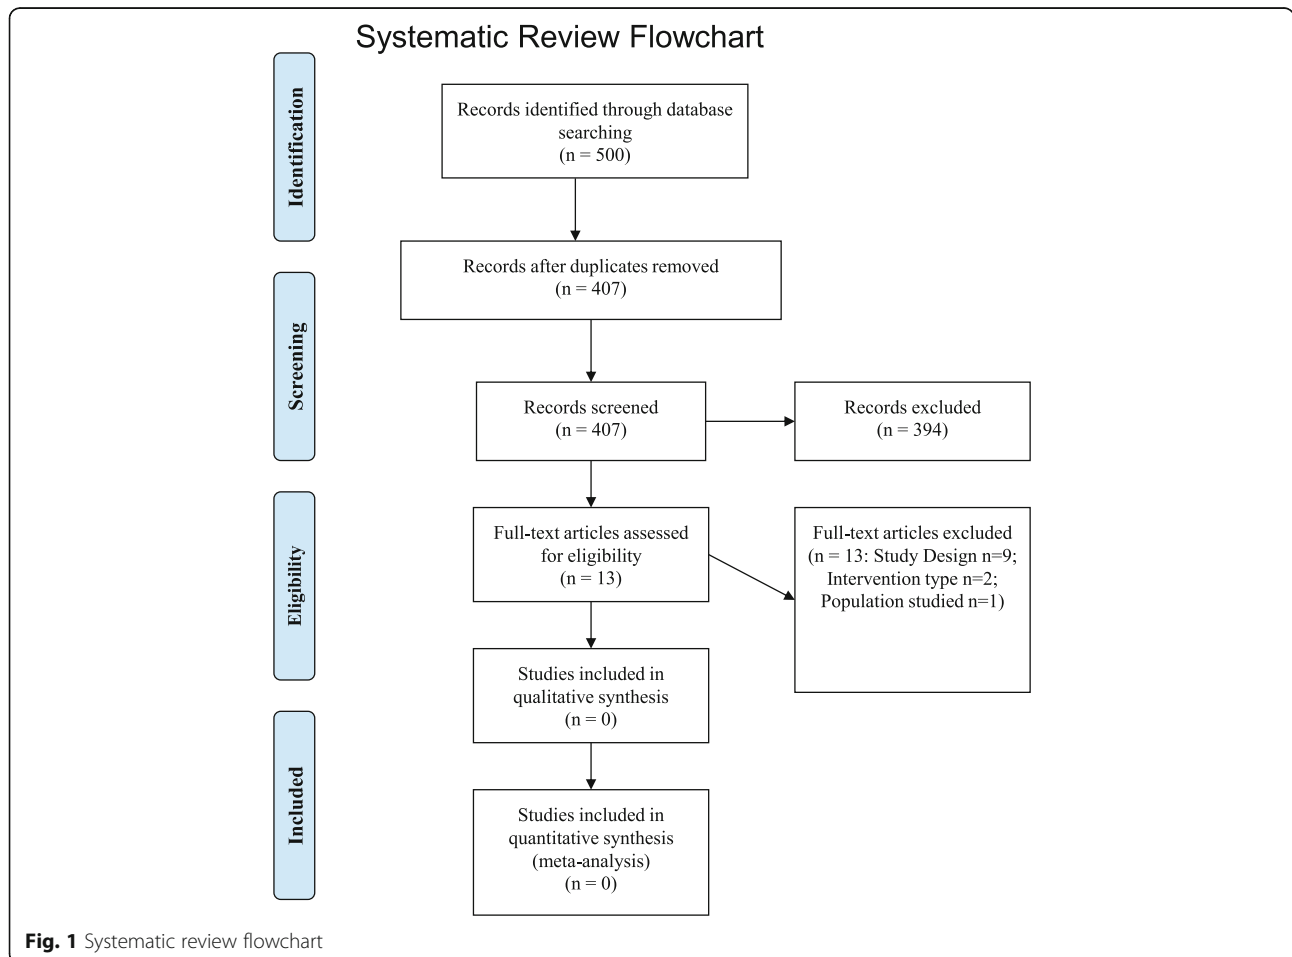 Systematic Review Flowchart
Identification
Records identified through database
searching
(n = 500)
Records after duplicates removed
(n = 407)
Screening
Records screened
(n = 407)
Records excluded
(n = 394)
Eligibility
Full-text articles assessed
for eligibility
(n = 13)
Full-text articles excluded
(n = 13: Study Design n=9;
Intervention type n=2;
Population studied n=1)
Studies included in
qualitative synthesis
(n = 0)
Included
Studies included in
quantitative synthesis
(meta-analysis)
(n = 0)
Fig. 1 Systematic review flowchart